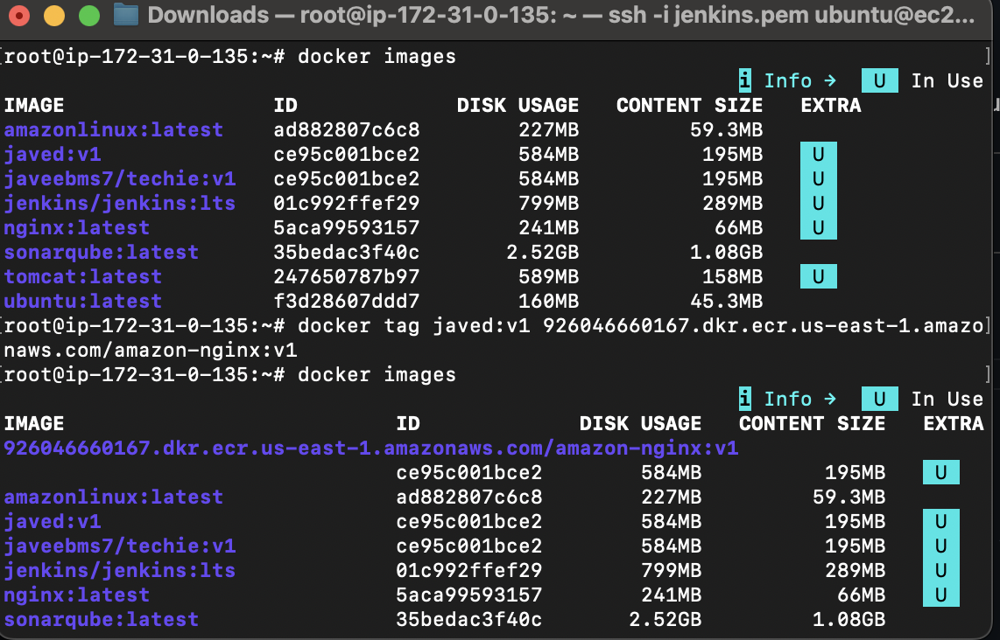 Downloads — root@ip-172-31-0-135: ~ — ssh -i jenkins.pem ubuntu@ec2...
[root@ip-172-31-0-135:~# docker images ]
i Info → U In Use
IMAGE ID DISK USAGE CONTENT SIZE EXTRA
amazonlinux:latest ad882807c6c8 227MB 59.3MB
javed:v1 ce95c001bce2 584MB 195MB U
javeebms7/techie:v1 ce95c001bce2 584MB 195MB U
jenkins/jenkins:lts 01c992ffef29 799MB 289MB U
nginx:latest 5aca99593157 241MB 66MB U
sonarqube:latest 35bedac3f40c 2.52GB 1.08GB
tomcat:latest 247650787b97 589MB 158MB U
ubuntu:latest f3d28607ddd7 160MB 45.3MB
[root@ip-172-31-0-135:~# docker tag javed:v1 926046660167.dkr.ecr.us-east-1.amazo]
naws.com/amazon-nginx:v1
[root@ip-172-31-0-135:~# docker images ]
i Info → U In Use
IMAGE ID DISK USAGE CONTENT SIZE EXTRA
926046660167.dkr.ecr.us-east-1.amazonaws.com/amazon-nginx:v1
ce95c001bce2 584MB 195MB U
amazonlinux:latest ad882807c6c8 227MB 59.3MB
javed:v1 ce95c001bce2 584MB 195MB U
javeebms7/techie:v1 ce95c001bce2 584MB 195MB U
jenkins/jenkins:lts 01c992ffef29 799MB 289MB U
nginx:latest 5aca99593157 241MB 66MB U
sonarqube:latest 35bedac3f40c 2.52GB 1.08GB